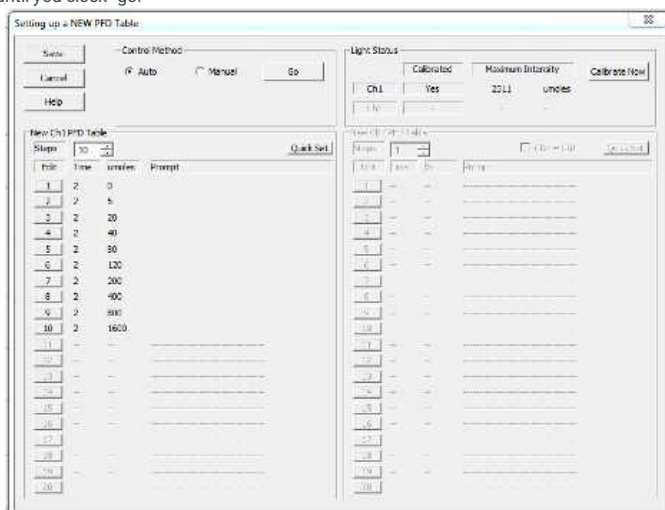 until you clock "go.
Setting up a NEW PFD Table
Save
Cancel
Help
Control Method
Auto
Manual
Go
Light Status
Calibrated
Maximum Intensity
Calibrate Now
Ch1
Yes
2311
umoles
New Ch1 PFD Table
Steps
10
Quick Set
Edit
Time
umoles
Prompt
1 2 0
2 2 5
3 2 20
4 2 40
5 2 80
6 2 120
7 2 200
8 2 400
9 2 800
10 2 1600
11
12
13
14
15
16
17
18
19
20
Steps
1
Edit
Time
1
2
3
4
5
6
7
8
9
10
11
12
13
14
15
16
17
18
19
20